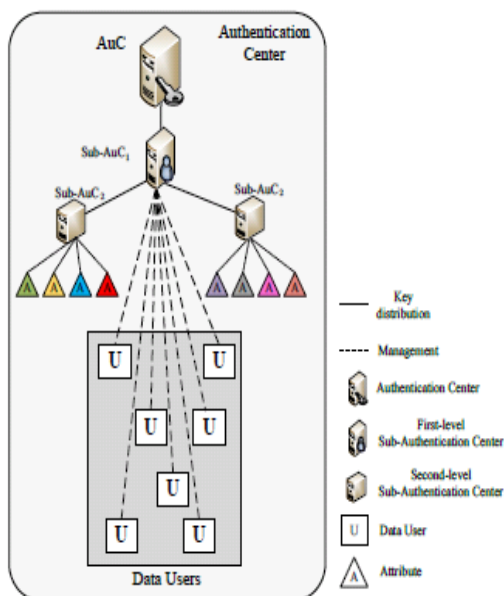 AuC
Authentication
Center
Sub-AuC₁
Sub-AuC₂
Sub-AuC₂
A A A A A A A A
U U
U U
U
U U
Data Users
Key
distribution
Management
Authentication Center
First-level
Sub-Authentication Center
Second-level
Sub-Authentication Center
U Data User
A Attribute